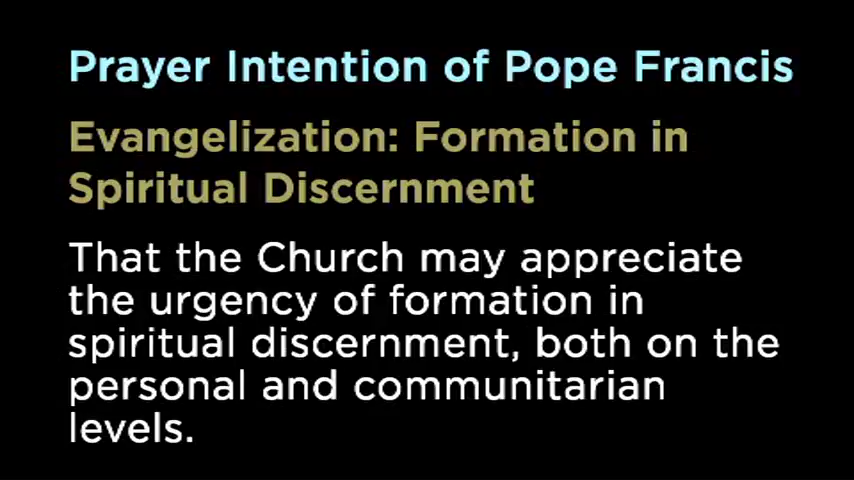 Prayer Intention of Pope Francis
Evangelization: Formation in
Spiritual Discernment
That the Church may appreciate
the urgency of formation in
spiritual discernment, both on the
personal and communitarian
levels.